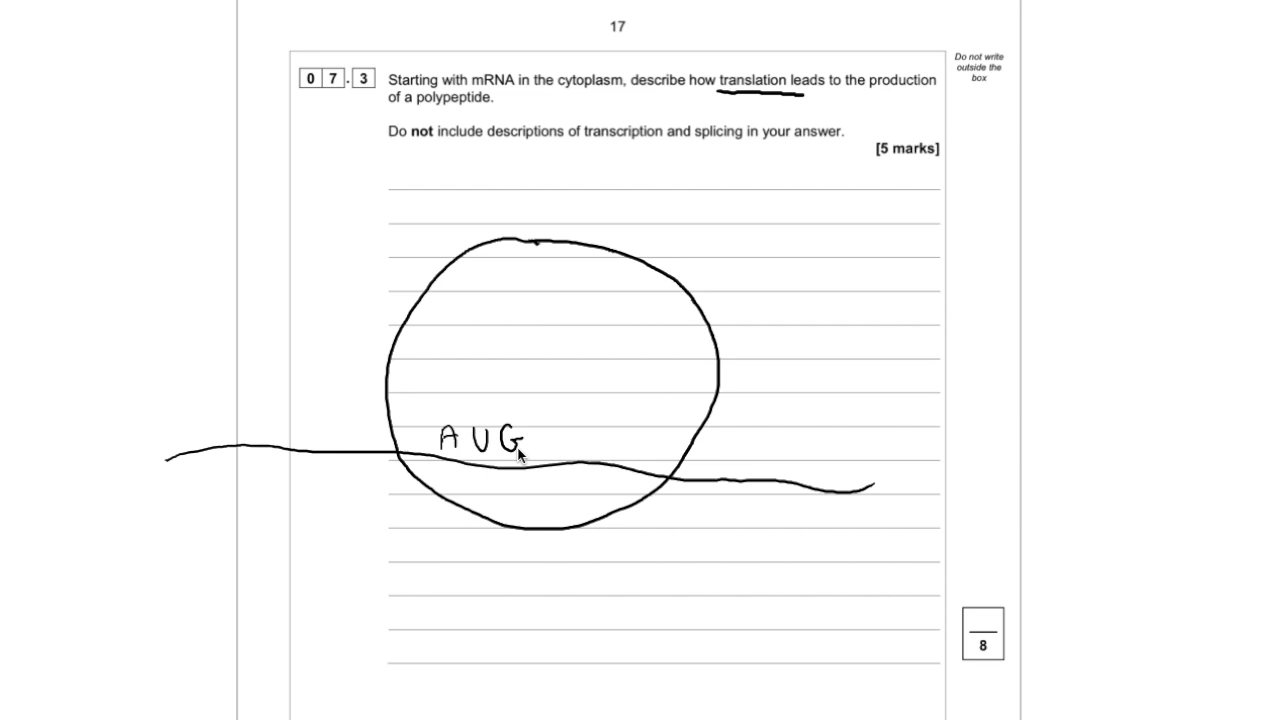 17
Do not write
outside the
box
0 7 . 3 Starting with mRNA in the cytoplasm, describe how translation leads to the production
of a polypeptide.
Do not include descriptions of transcription and splicing in your answer.
[5 marks]
A U G
8